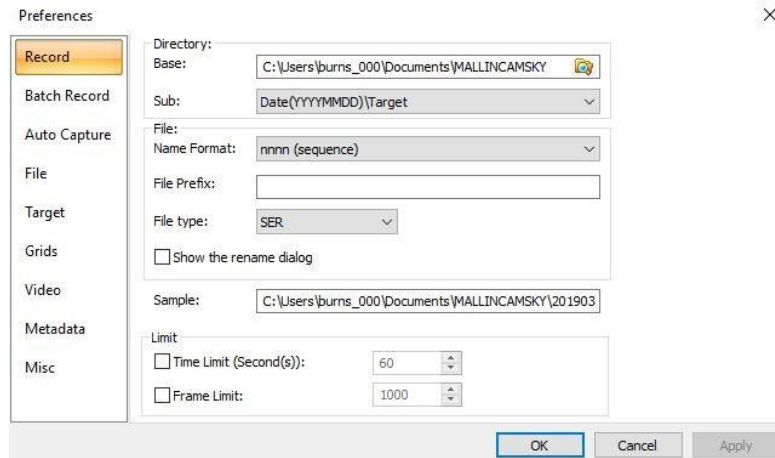 Preferences
Record
Batch Record
Auto Capture
File
Target
Grids
Video
Metadata
Misc
Directory:
Base: C:\Users\burns_000\Documents\MALLINCAMSKY
Sub: Date(YYYYMMDD)\Target
File:
Name Format: nnnn (sequence)
File Prefix:
File type: SER
Show the rename dialog
Sample: C:\Users\burns_000\Documents\MALLINCAMSKY\201903
Limit
Time Limit (Second(s)): 60
Frame Limit: 1000
OK Cancel Apply